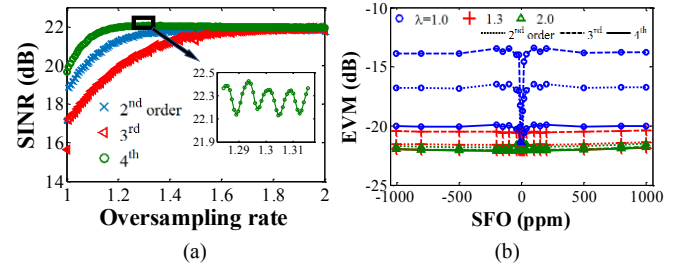 (a)
SINR (dB)
22
20
18
16
14
2nd order
3rd
4th
22.5
22.3
22.1
21.9
1.29 1.3 1.31
1 1.2 1.4 1.6 1.8 2
Oversampling rate
(a)
(b)
EVM (dB)
-5
-10
-15
-20
-25
λ=1.0 1.3 2.0
2nd order 3rd 4th
-1000 -500 0 500 1000
SFO (ppm)
(b)